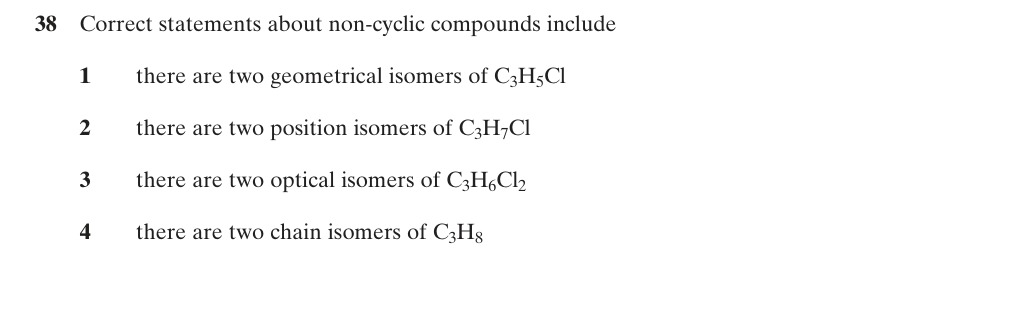 38 Correct statements about non-cyclic compounds include
1 there are two geometrical isomers of C₃H₅Cl
2 there are two position isomers of C₃H₇Cl
3 there are two optical isomers of C₃H₆Cl₂
4 there are two chain isomers of C₃H₈